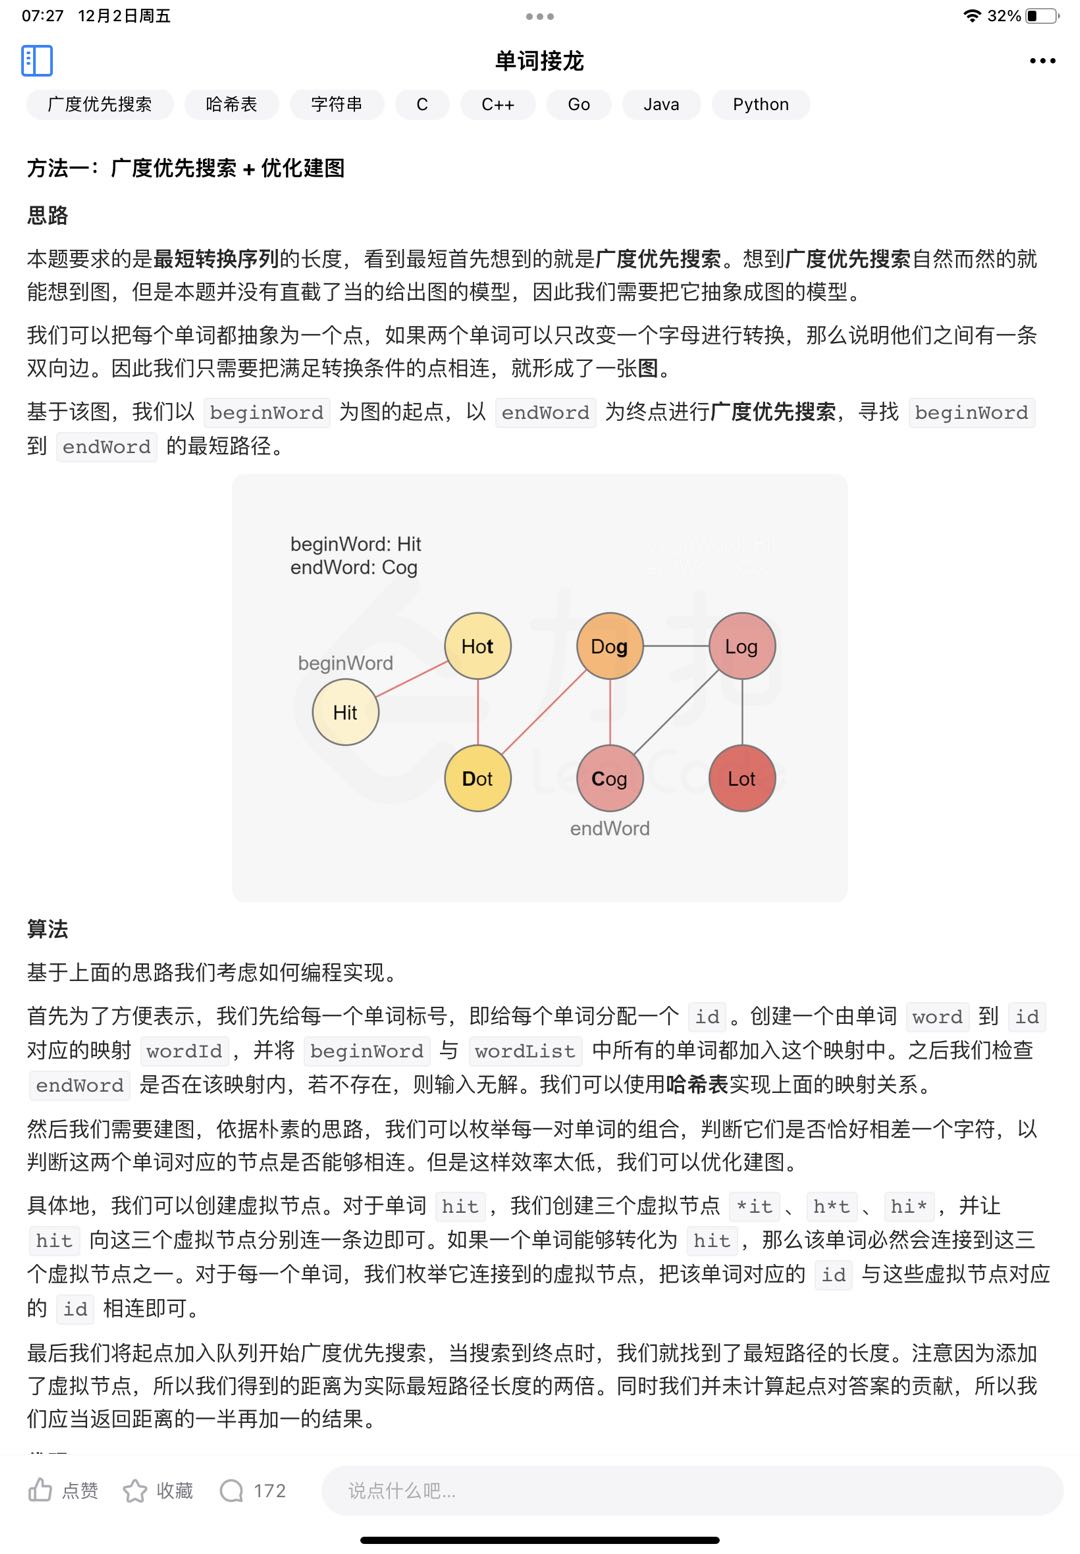 07:27 12月2日周五
32%
单词接龙
广度优先搜索 哈希表 字符串 C C++ Go Java Python
方法一：广度优先搜索 + 优化建图
思路
本题要求的是最短转换序列的长度，看到最短首先想到的就是广度优先搜索。想到广度优先搜索自然而然的就
能想到图，但是本题并没有直截了当的给出图的模型，因此我们需要把它抽象成图的模型。
我们可以把每个单词都抽象为一个点，如果两个单词可以只改变一个字母进行转换，那么说明他们之间有一条
双向边。因此我们只需要把满足转换条件的点相连，就形成了一张图。
基于该图，我们以 beginWord 为图的起点，以 endWord 为终点进行广度优先搜索，寻找 beginWord
到 endWord 的最短路径。
beginWord: Hit
endWord: Cog
Hot Dog Log
beginWord
Hit
Dot Cog Lot
endWord
力扣
LeetCode
算法
基于上面的思路我们考虑如何编程实现。
首先为了方便表示，我们先给每一个单词标号，即给每个单词分配一个 id 。创建一个由单词 word 到 id
对应的映射 wordId ，并将 beginWord 与 wordList 中所有的单词都加入这个映射中。之后我们检查
endWord 是否在该映射内，若不存在，则输入无解。我们可以使用哈希表实现上面的映射关系。
然后我们需要建图，依据朴素的思路，我们可以枚举每一对单词的组合，判断它们是否恰好相差一个字符，以
判断这两个单词对应的节点是否能够相连。但是这样效率太低，我们可以优化建图。
具体地，我们可以创建虚拟节点。对于单词 hit ，我们创建三个虚拟节点 *it 、 h*t 、 hi* ，并让
hit 向这三个虚拟节点分别连一条边即可。如果一个单词能够转化为 hit ，那么该单词必然会连接到这三
个虚拟节点之一。对于每一个单词，我们枚举它连接到的虚拟节点，把该单词对应的 id 与这些虚拟节点对应
的 id 相连即可。
最后我们将起点加入队列开始广度优先搜索，当搜索到终点时，我们就找到了最短路径的长度。注意因为添加
了虚拟节点，所以我们得到的距离为实际最短路径长度的两倍。同时我们并未计算起点对答案的贡献，所以我
们应当返回距离的一半再加一的结果。
点赞 收藏 172 说点什么吧...